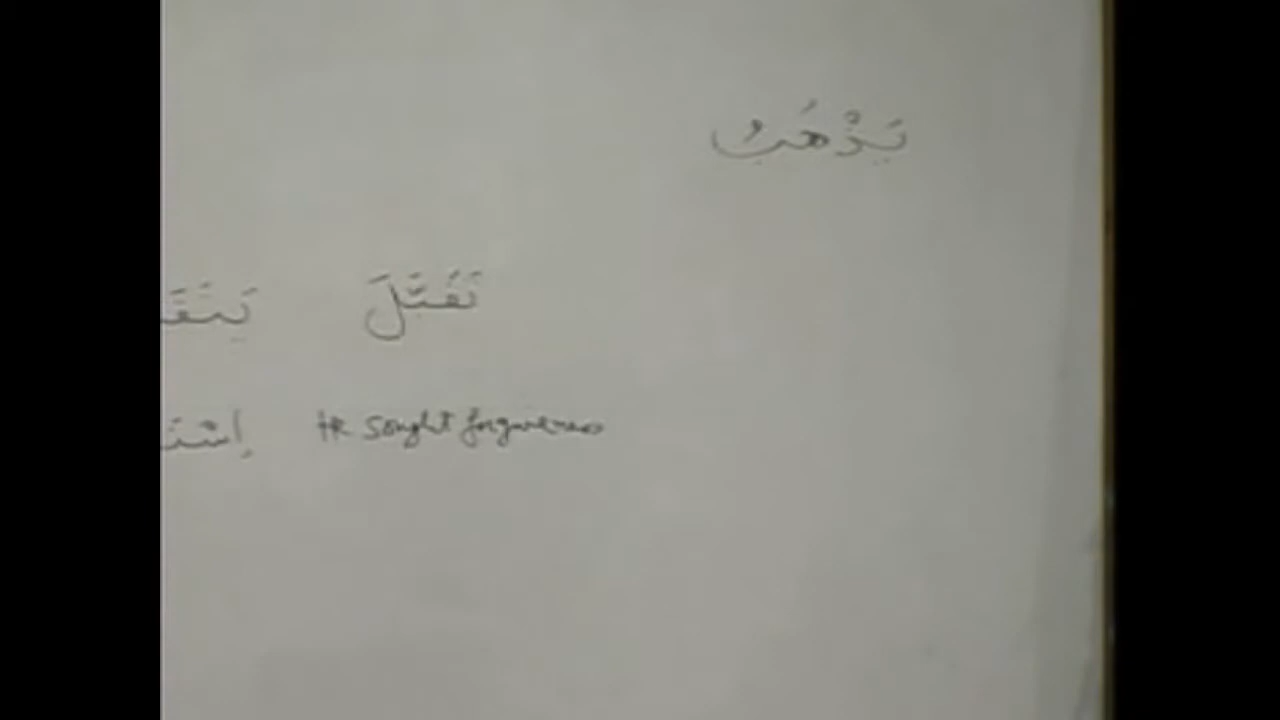 يَذْهَبُ
تَقَتَّلَ يَتَقَ
He sought forgiveness اِسْتَ